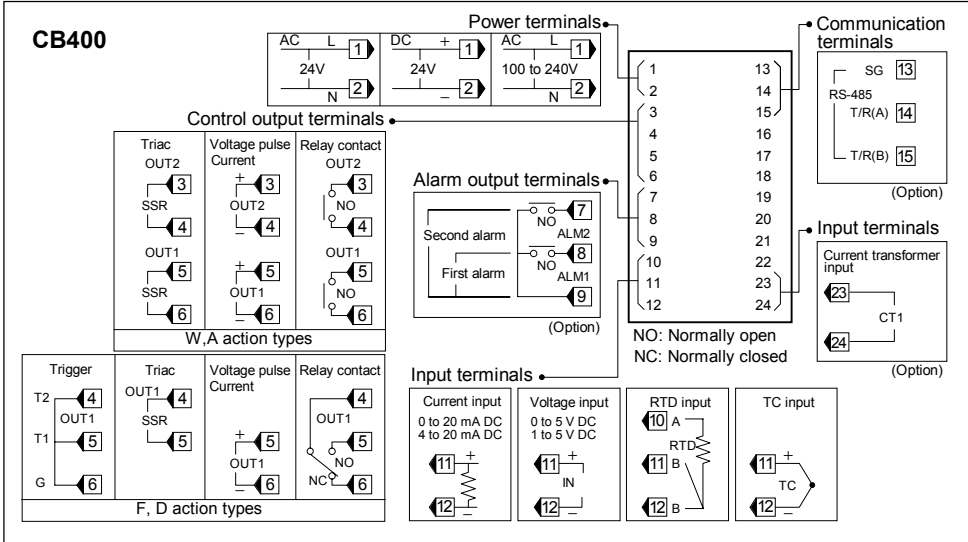 CB400
Power terminals
AC L 1
24V
N 2
DC + 1
24V
– 2
AC L 1
100 to 240V
N 2
Control output terminals
Triac
OUT2
3
SSR
4
OUT1
5
SSR
6
Voltage pulse
Current
+ 3
OUT2
– 4
+ 5
OUT1
– 6
Relay contact
OUT2
3
NO
4
OUT1
5
NO
6
W,A action types
Trigger
T2 4
OUT1
T1 5
G 6
Triac
OUT1 4
SSR
5
Voltage pulse
Current
+ 5
OUT1
– 6
Relay contact
4
OUT1
5
NO
NC 6
F, D action types
Alarm output terminals
7
NO
Second alarm
ALM2
8
NO
First alarm
ALM1
9
(Option)
1
2
3
4
5
6
7
8
9
10
11
12
13
14
15
16
17
18
19
20
21
22
23
24
NO: Normally open
NC: Normally closed
Communication
terminals
SG 13
RS-485
T/R(A) 14
T/R(B) 15
(Option)
Input terminals
Current transformer
input
23
CT1
24
(Option)
Input terminals
Current input
0 to 20 mA DC
4 to 20 mA DC
11 +
12 –
Voltage input
0 to 5 V DC
1 to 5 V DC
11 +
IN
12 –
RTD input
10 A
RTD
11 B
12 B
TC input
11 +
TC
12 –